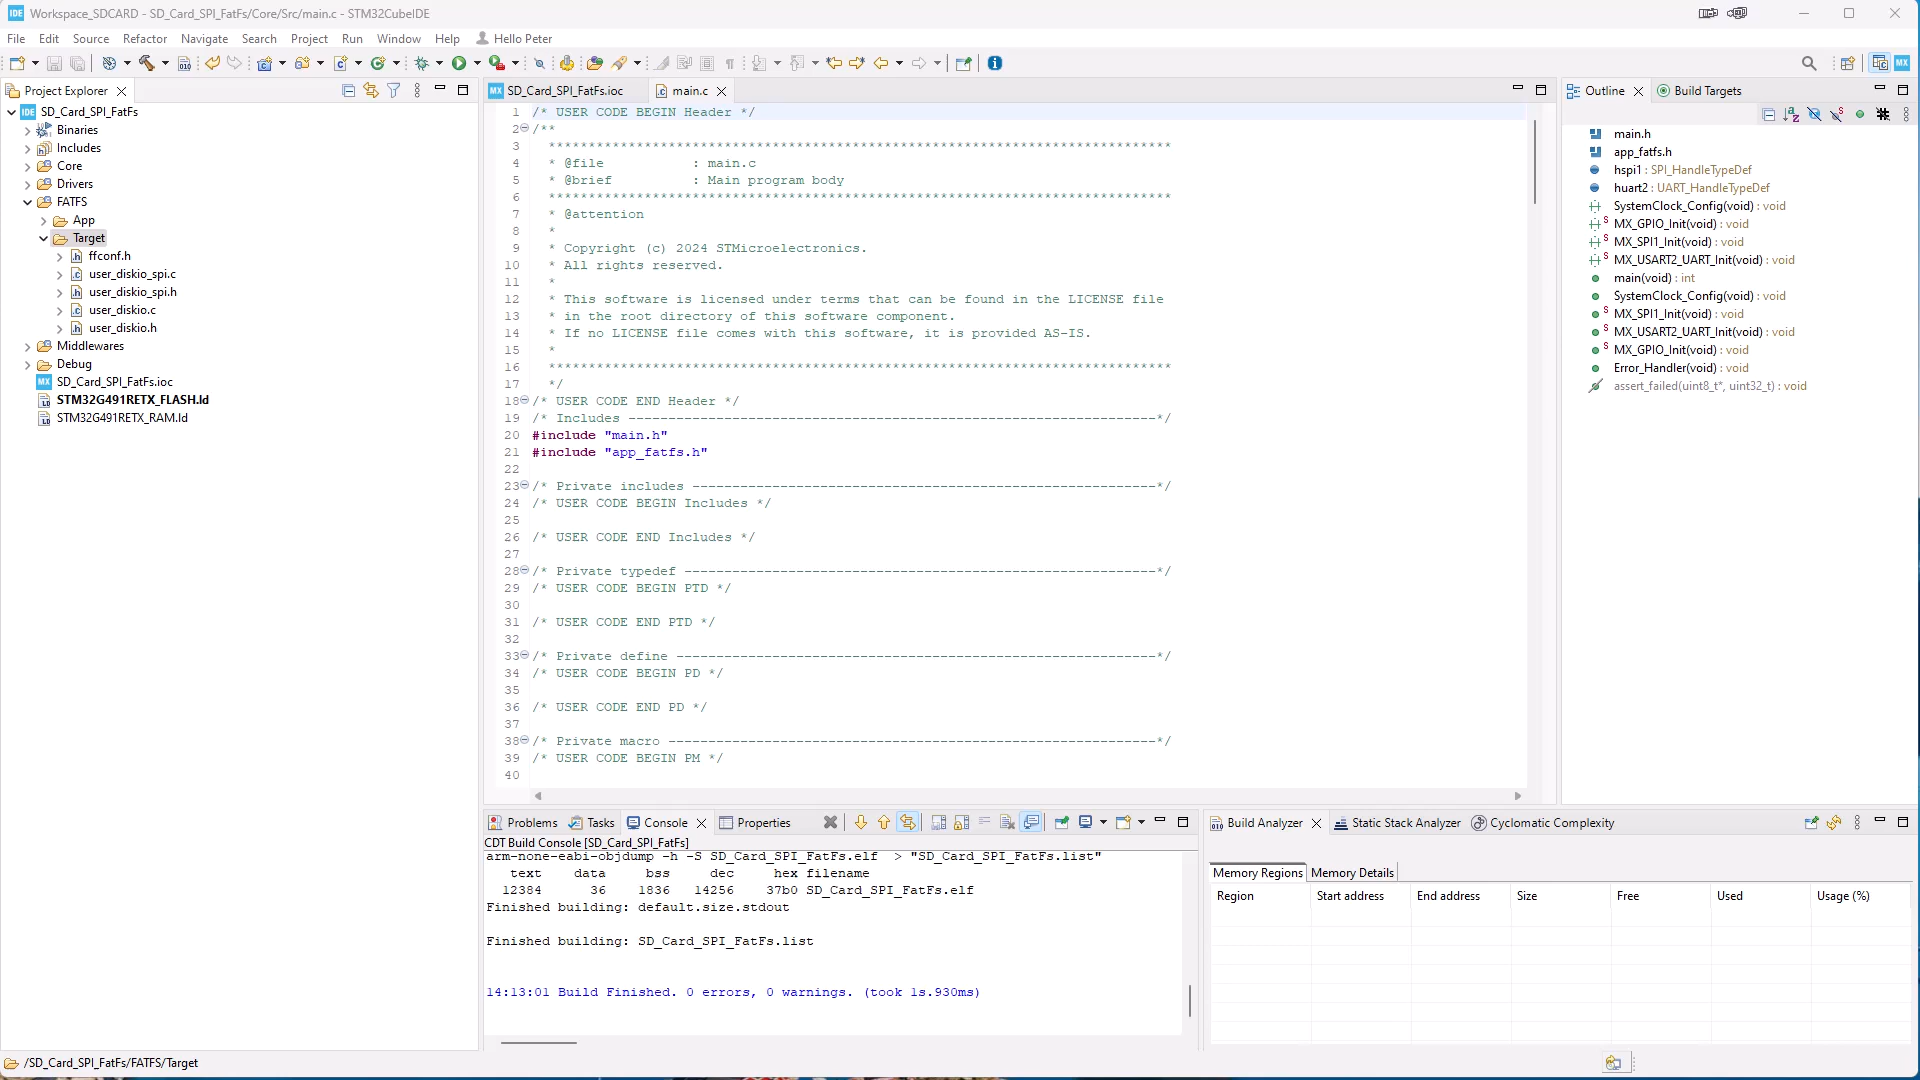 Workspace_SDCARD - SD_Card_SPI_FatFs/Core/Src/main.c - STM32CubeIDE
File Edit Source Refactor Navigate Search Project Run Window Help Hello Peter
Project Explorer
SD_Card_SPI_FatFs
Binaries
Includes
Core
Drivers
FATFS
App
Target
ffconf.h
user_diskio_spi.c
user_diskio_spi.h
user_diskio.c
user_diskio.h
Middlewares
Debug
SD_Card_SPI_FatFs.ioc
STM32G491RETX_FLASH.ld
STM32G491RETX_RAM.ld
SD_Card_SPI_FatFs.ioc main.c
1 /* USER CODE BEGIN Header */
2 /**
3 ******************************************************************************
4 * @file : main.c
5 * @brief : Main program body
6 ******************************************************************************
7 * @attention
8 *
9 * Copyright (c) 2024 STMicroelectronics.
10 * All rights reserved.
11 *
12 * This software is licensed under terms that can be found in the LICENSE file
13 * in the root directory of this software component.
14 * If no LICENSE file comes with this software, it is provided AS-IS.
15 *
16 ******************************************************************************
17 */
18 /* USER CODE END Header */
19 /* Includes ------------------------------------------------------------------*/
20 #include "main.h"
21 #include "app_fatfs.h"
22
23 /* Private includes ----------------------------------------------------------*/
24 /* USER CODE BEGIN Includes */
25
26 /* USER CODE END Includes */
27
28 /* Private typedef -----------------------------------------------------------*/
29 /* USER CODE BEGIN PTD */
30
31 /* USER CODE END PTD */
32
33 /* Private define ------------------------------------------------------------*/
34 /* USER CODE BEGIN PD */
35
36 /* USER CODE END PD */
37
38 /* Private macro -------------------------------------------------------------*/
39 /* USER CODE BEGIN PM */
40
Outline Build Targets
main.h
app_fatfs.h
hspi1 : SPI_HandleTypeDef
huart2 : UART_HandleTypeDef
SystemClock_Config(void) : void
MX_GPIO_Init(void) : void
MX_SPI1_Init(void) : void
MX_USART2_UART_Init(void) : void
main(void) : int
SystemClock_Config(void) : void
MX_SPI1_Init(void) : void
MX_USART2_UART_Init(void) : void
MX_GPIO_Init(void) : void
Error_Handler(void) : void
assert_failed(uint8_t*, uint32_t) : void
Problems Tasks Console Properties
CDT Build Console [SD_Card_SPI_FatFs]
arm-none-eabi-objdump -h -S SD_Card_SPI_FatFs.elf > "SD_Card_SPI_FatFs.list"
text data bss dec hex filename
12384 36 1836 14256 37b0 SD_Card_SPI_FatFs.elf
Finished building: default.size.stdout
Finished building: SD_Card_SPI_FatFs.list
14:13:01 Build Finished. 0 errors, 0 warnings. (took 1s.930ms)
Build Analyzer Static Stack Analyzer Cyclomatic Complexity
Memory Regions Memory Details
Region Start address End address Size Free Used Usage (%)
/SD_Card_SPI_FatFs/FATFS/Target